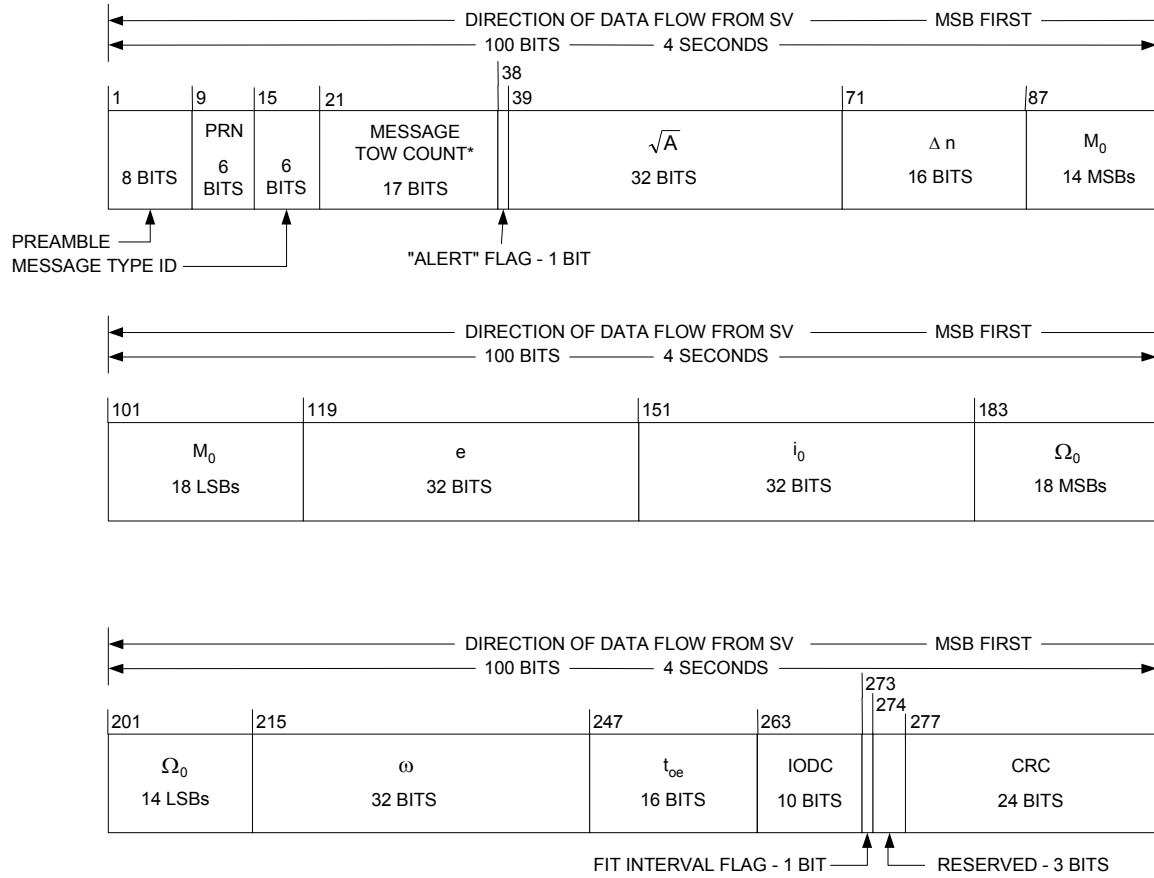 DIRECTION OF DATA FLOW FROM SV MSB FIRST
100 BITS 4 SECONDS
38
1 9 15 21 39 71 87
PRN MESSAGE
TOW COUNT* √A Δ n M₀
8 BITS 6 BITS 6 BITS 17 BITS 32 BITS 16 BITS 14 MSBs
PREAMBLE
MESSAGE TYPE ID
"ALERT" FLAG - 1 BIT
DIRECTION OF DATA FLOW FROM SV MSB FIRST
100 BITS 4 SECONDS
101 119 151 183
M₀ e i₀ Ω₀
18 LSBs 32 BITS 32 BITS 18 MSBs
DIRECTION OF DATA FLOW FROM SV MSB FIRST
100 BITS 4 SECONDS
273
274
201 215 247 263 277
Ω₀ ω tₒₑ IODC CRC
14 LSBs 32 BITS 16 BITS 10 BITS 24 BITS
FIT INTERVAL FLAG - 1 BIT RESERVED - 3 BITS